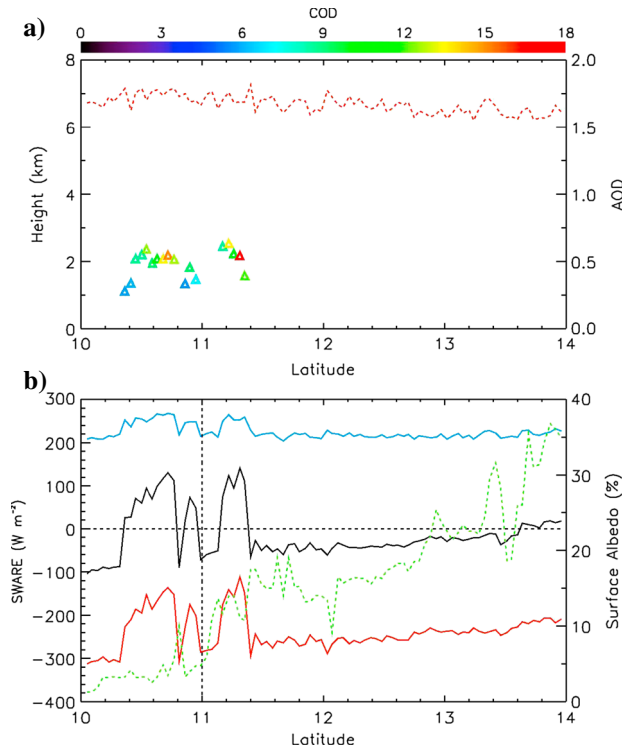 a)
COD
0 3 6 9 12 15 18
8 2.0
6 1.5
4 1.0
2 0.5
0 0.0
Height (km)
AOD
10 11 12 13 14
Latitude
b)
300 40
200
100 30
0
-100 20
-200
-300 10
-400 0
SWARE (W m⁻²)
Surface Albedo (%)
10 11 12 13 14
Latitude